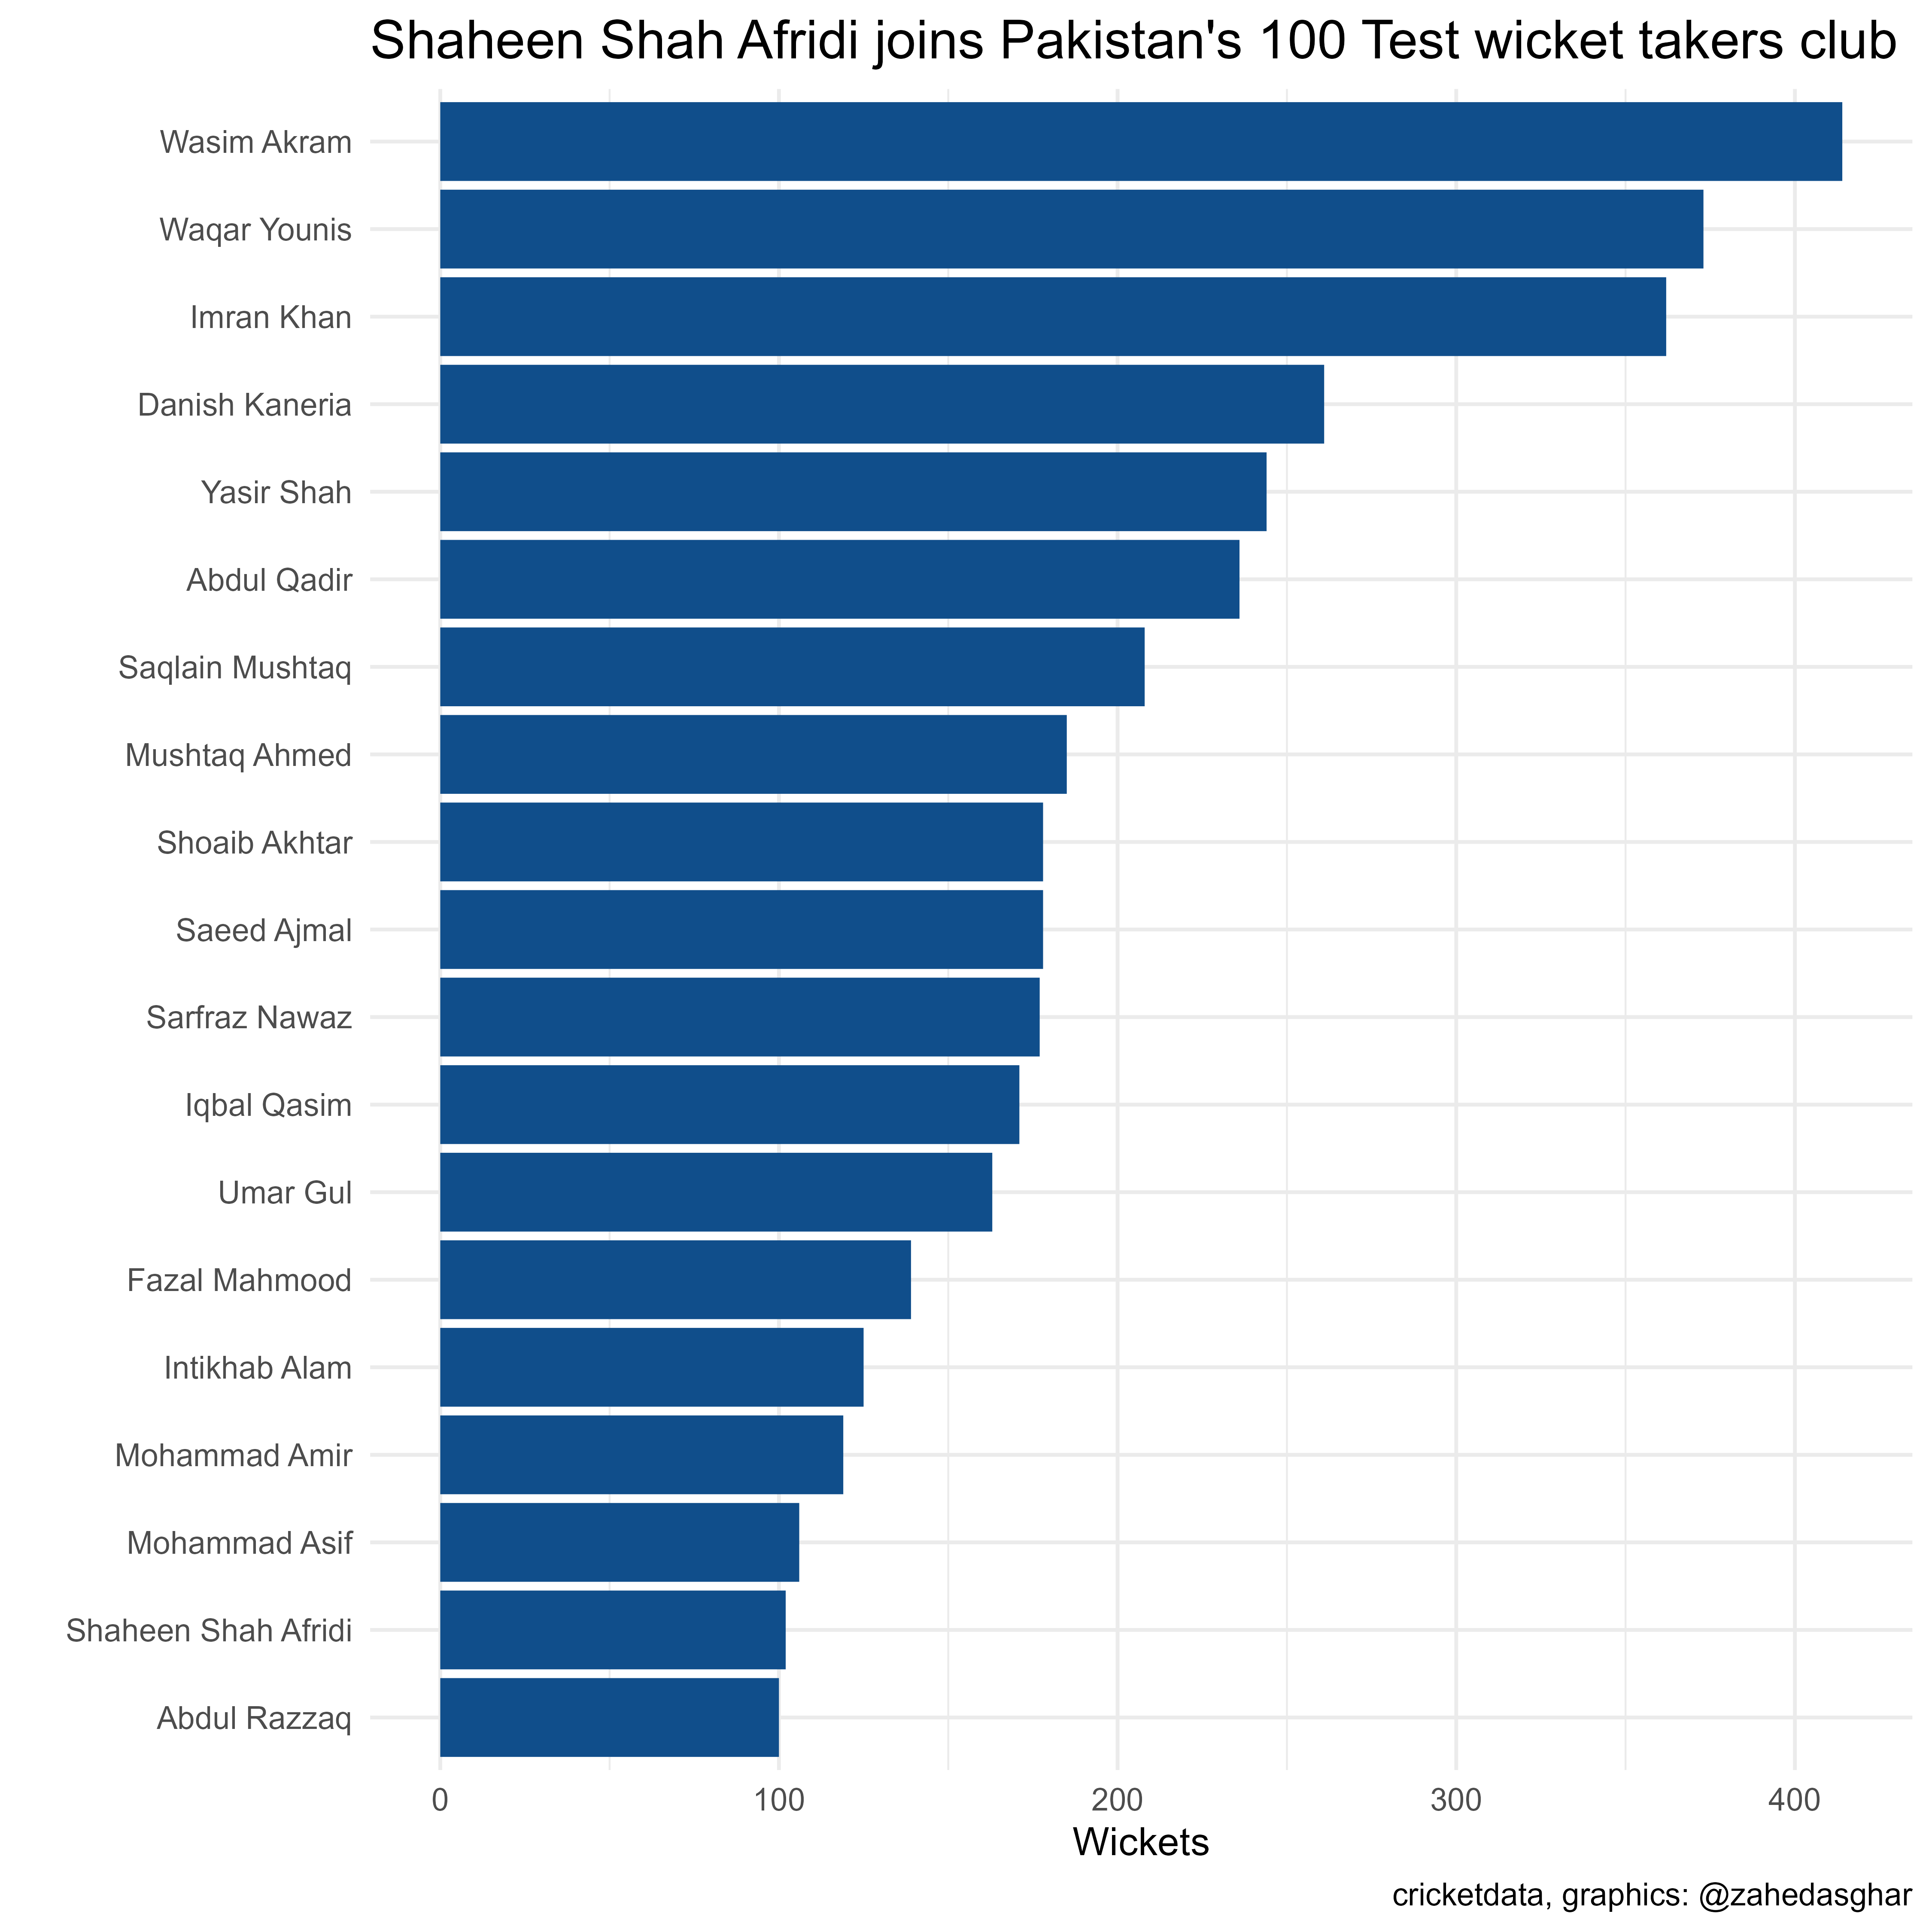 Shaheen Shah Afridi joins Pakistan's 100 Test wicket takers club
Wasim Akram
Waqar Younis
Imran Khan
Danish Kaneria
Yasir Shah
Abdul Qadir
Saqlain Mushtaq
Mushtaq Ahmed
Shoaib Akhtar
Saeed Ajmal
Sarfraz Nawaz
Iqbal Qasim
Umar Gul
Fazal Mahmood
Intikhab Alam
Mohammad Amir
Mohammad Asif
Shaheen Shah Afridi
Abdul Razzaq
0 100 200 300 400
Wickets
cricketdata, graphics: @zahedasghar